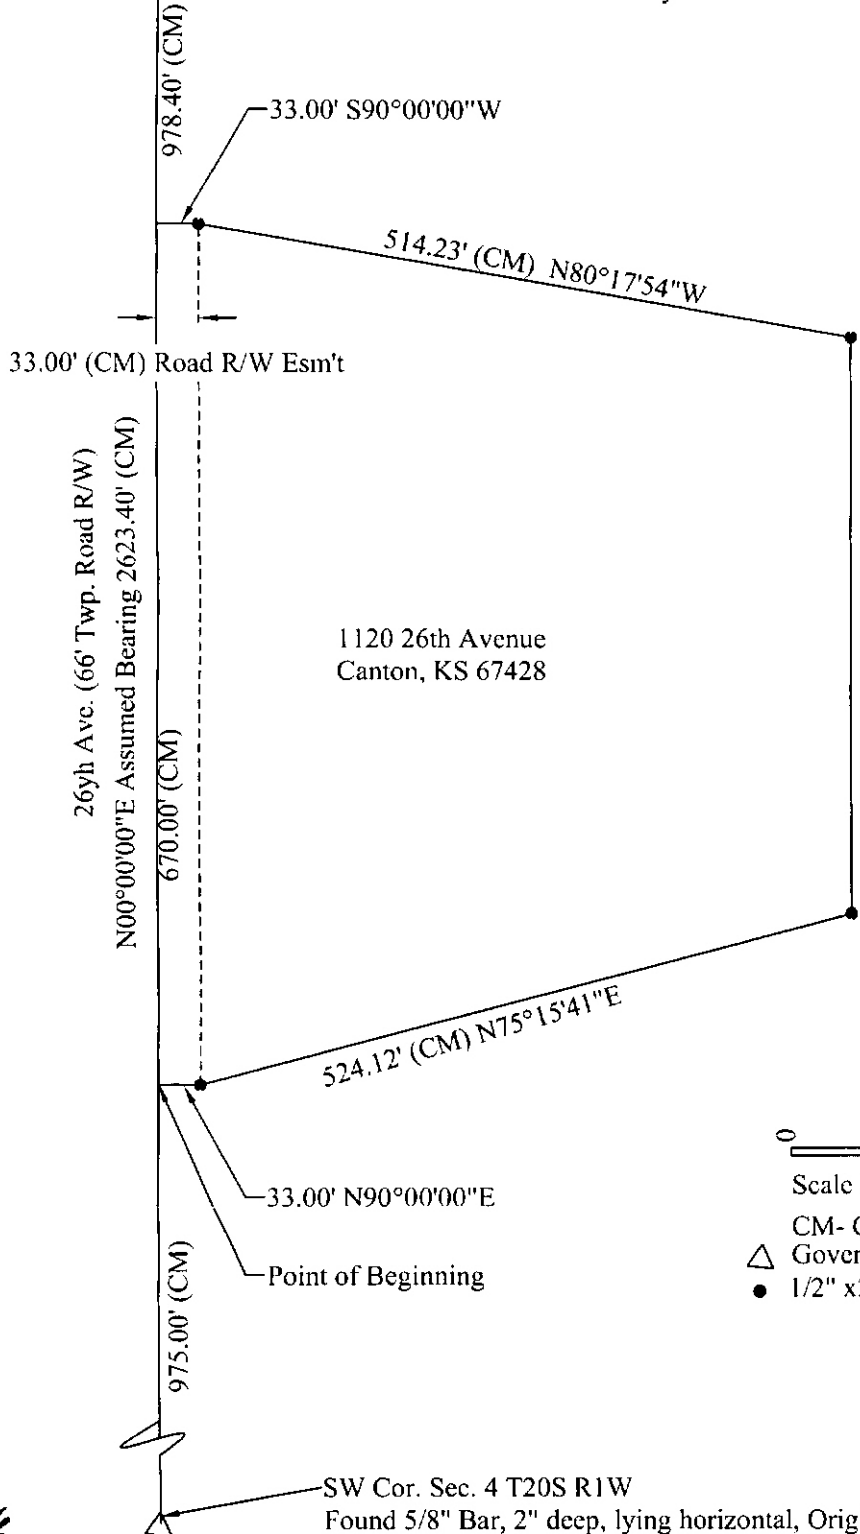 978.40' (CM)
33.00' S90°00'00"W
514.23' (CM) N80°17'54"W
33.00' (CM) Road R/W Esm't
26yh Ave. (66' Twp. Road R/W)
N00°00'00"E Assumed Bearing 2623.40' (CM)
670.00' (CM)
1120 26th Avenue
Canton, KS 67428
524.12' (CM) N75°15'41"E
0
33.00' N90°00'00"E
Scale
CM-
Point of Beginning
1/2"
975.00' (CM)
SW Cor. Sec. 4 T20S R1W
Found 5/8" Bar, 2" deep, lying horizontal, Orig